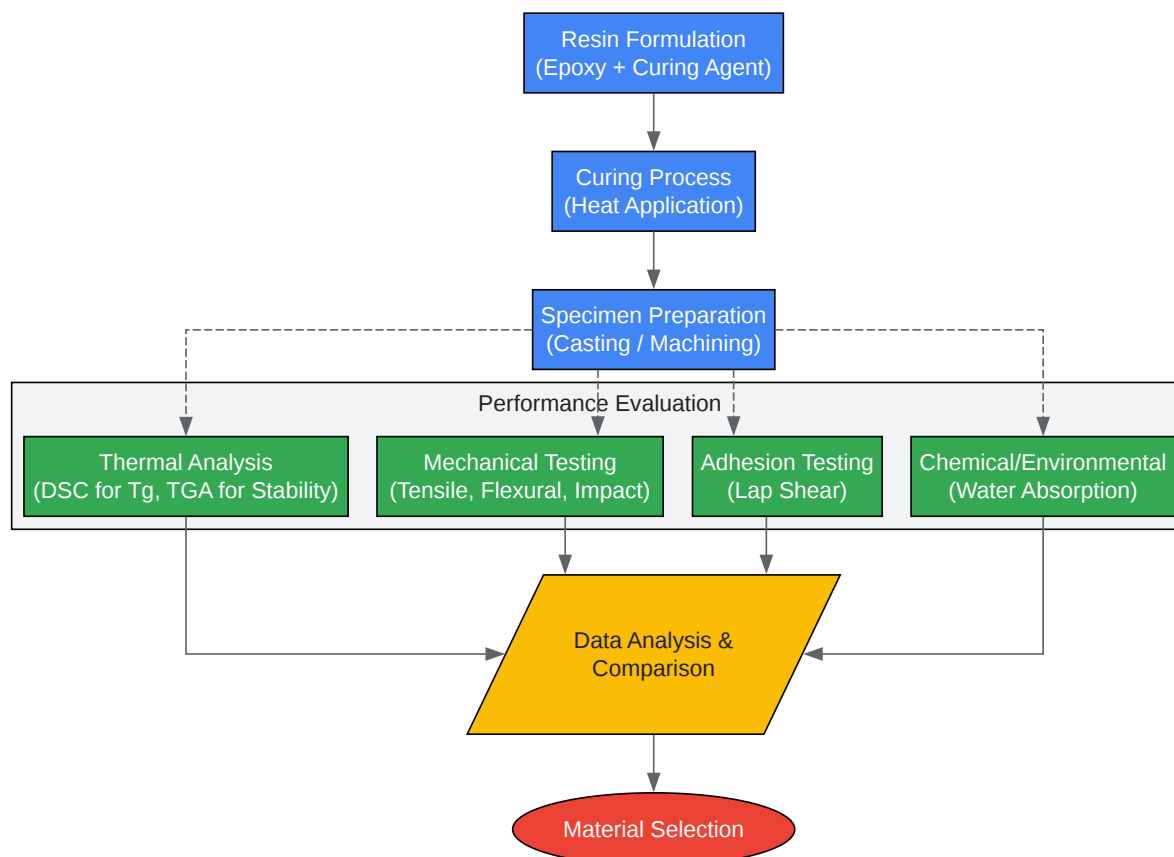 Resin Formulation
(Epoxy + Curing Agent)
Curing Process
(Heat Application)
Specimen Preparation
(Casting / Machining)
Performance Evaluation
Thermal Analysis
(DSC for Tg, TGA for Stability)
Mechanical Testing
(Tensile, Flexural, Impact)
Adhesion Testing
(Lap Shear)
Chemical/Environmental
(Water Absorption)
Data Analysis &
Comparison
Material Selection